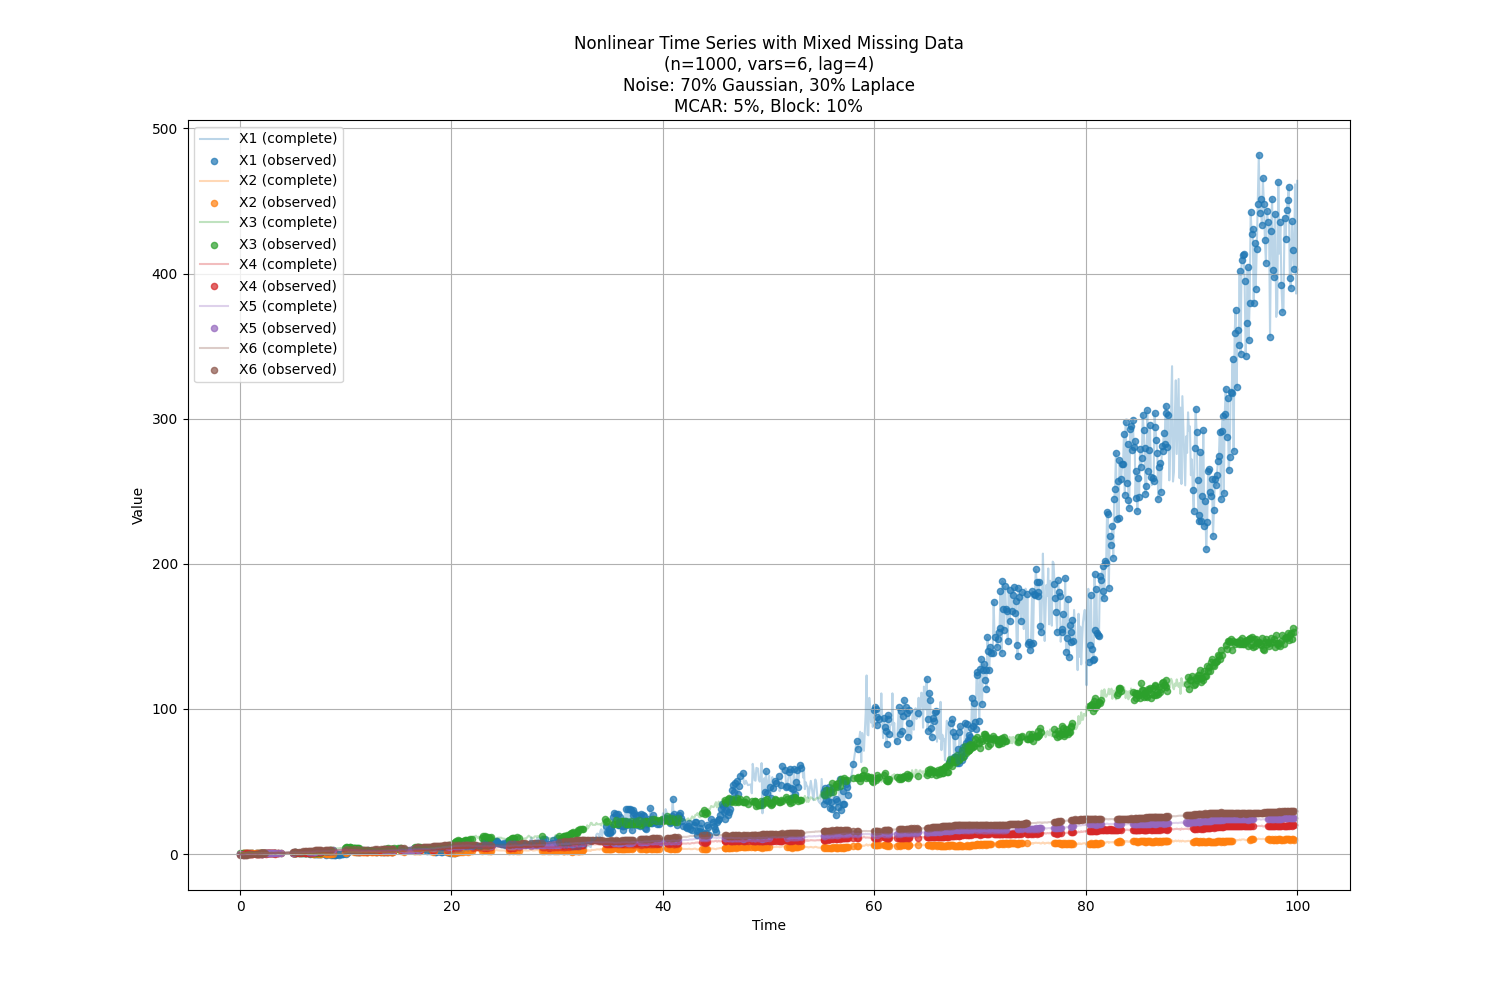 Nonlinear Time Series with Mixed Missing Data
(n=1000, vars=6, lag=4)
Noise: 70% Gaussian, 30% Laplace
MCAR: 5%, Block: 10%
X1 (complete)
X1 (observed)
X2 (complete)
X2 (observed)
X3 (complete)
X3 (observed)
X4 (complete)
X4 (observed)
X5 (complete)
X5 (observed)
X6 (complete)
X6 (observed)
500
400
300
200
100
0
Value
0 20 40 60 80 100
Time